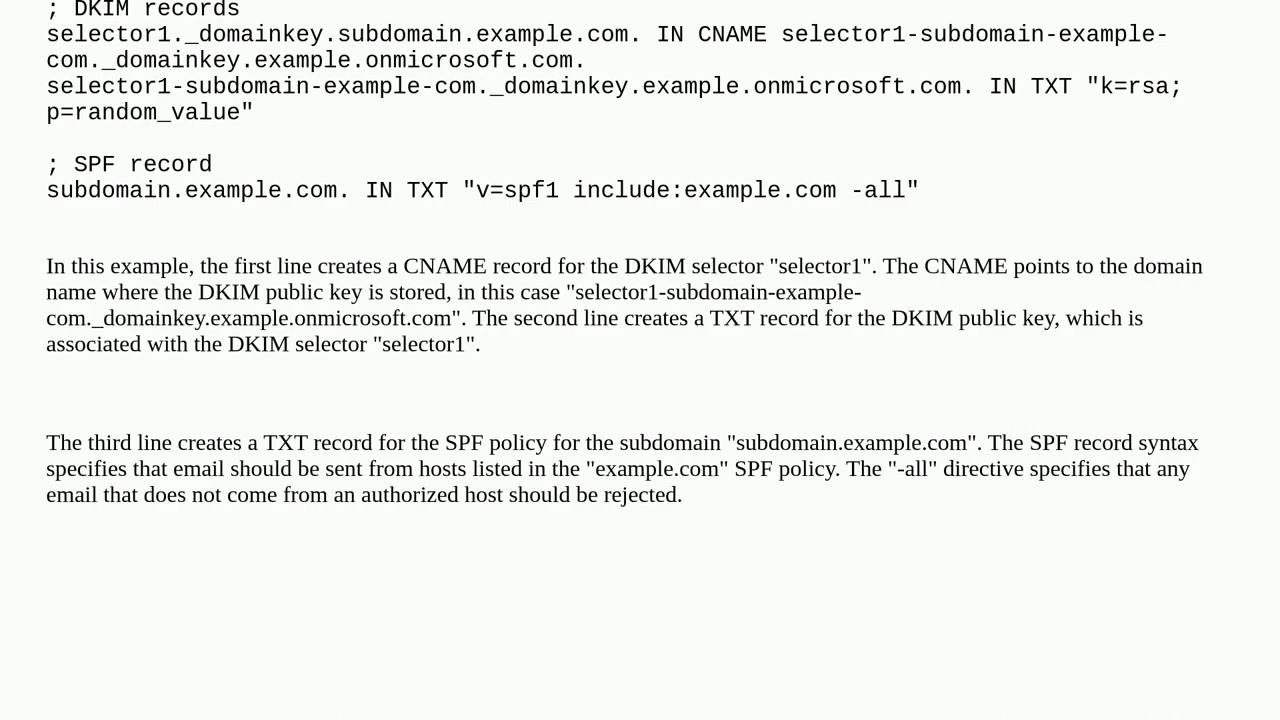 ; DKIM records
selector1._domainkey.subdomain.example.com. IN CNAME selector1-subdomain-example-
com._domainkey.example.onmicrosoft.com.
selector1-subdomain-example-com._domainkey.example.onmicrosoft.com. IN TXT "k=rsa;
p=random_value"
; SPF record
subdomain.example.com. IN TXT "v=spf1 include:example.com -all"
In this example, the first line creates a CNAME record for the DKIM selector "selector1". The CNAME points to the domain
name where the DKIM public key is stored, in this case "selector1-subdomain-example-
com._domainkey.example.onmicrosoft.com". The second line creates a TXT record for the DKIM public key, which is
associated with the DKIM selector "selector1".
The third line creates a TXT record for the SPF policy for the subdomain "subdomain.example.com". The SPF record syntax
specifies that email should be sent from hosts listed in the "example.com" SPF policy. The "-all" directive specifies that any
email that does not come from an authorized host should be rejected.